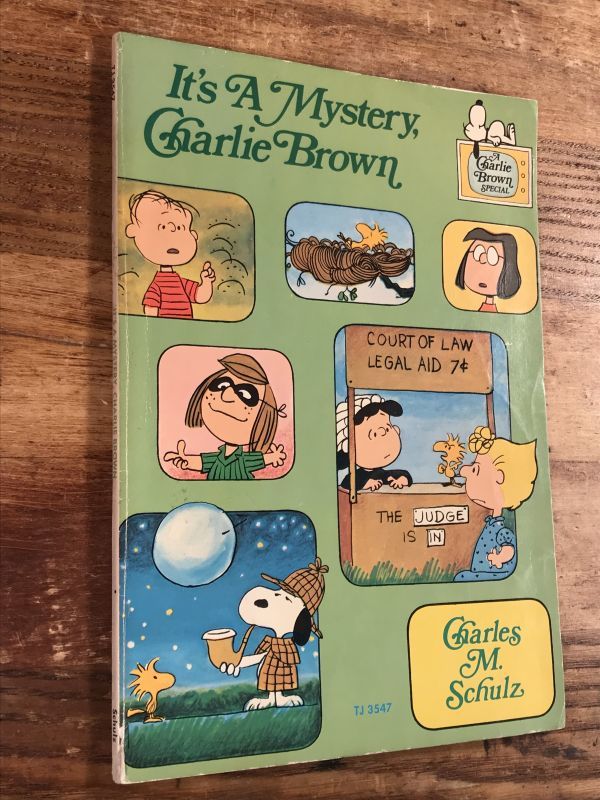 It's A Mystery,
Charlie Brown
A
Charlie
Brown
SPECIAL
COURT OF LAW
LEGAL AID 7¢
THE JUDGE
IS IN
Charles
M.
Schulz
TJ 3547
Schulz